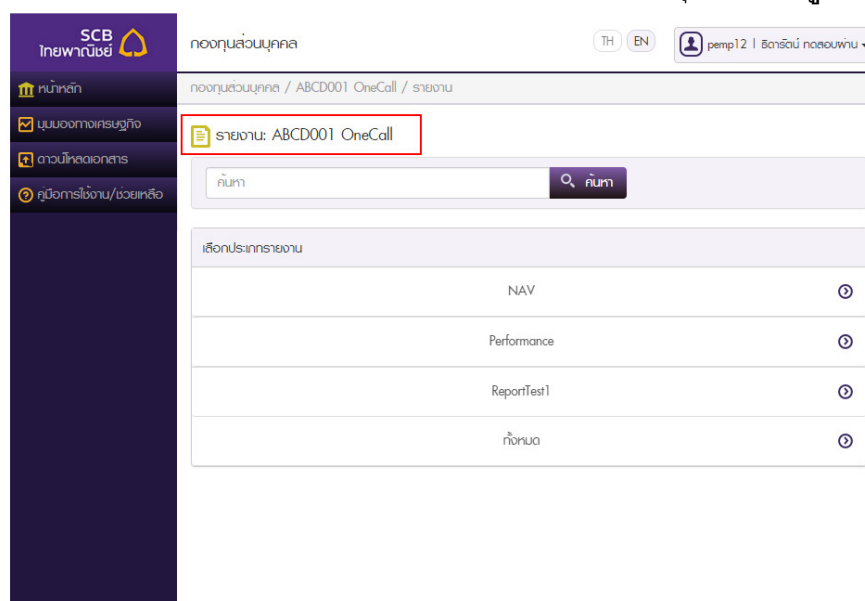 SCB
ไทยพาณิชย์
กองทุนส่วนบุคคล
TH EN
pemp12 | ธิดารัตน์ ทดสอบผ่าน
หน้าหลัก
มุมมองทางเศรษฐกิจ
ดาวน์โหลดเอกสาร
คู่มือการใช้งาน/ช่วยเหลือ
กองทุนส่วนบุคคล / ABCD001 OneCall / รายงาน
รายงาน: ABCD001 OneCall
ค้นหา
ค้นหา
เลือกประเภทรายงาน
NAV
Performance
ReportTest1
ทั้งหมด